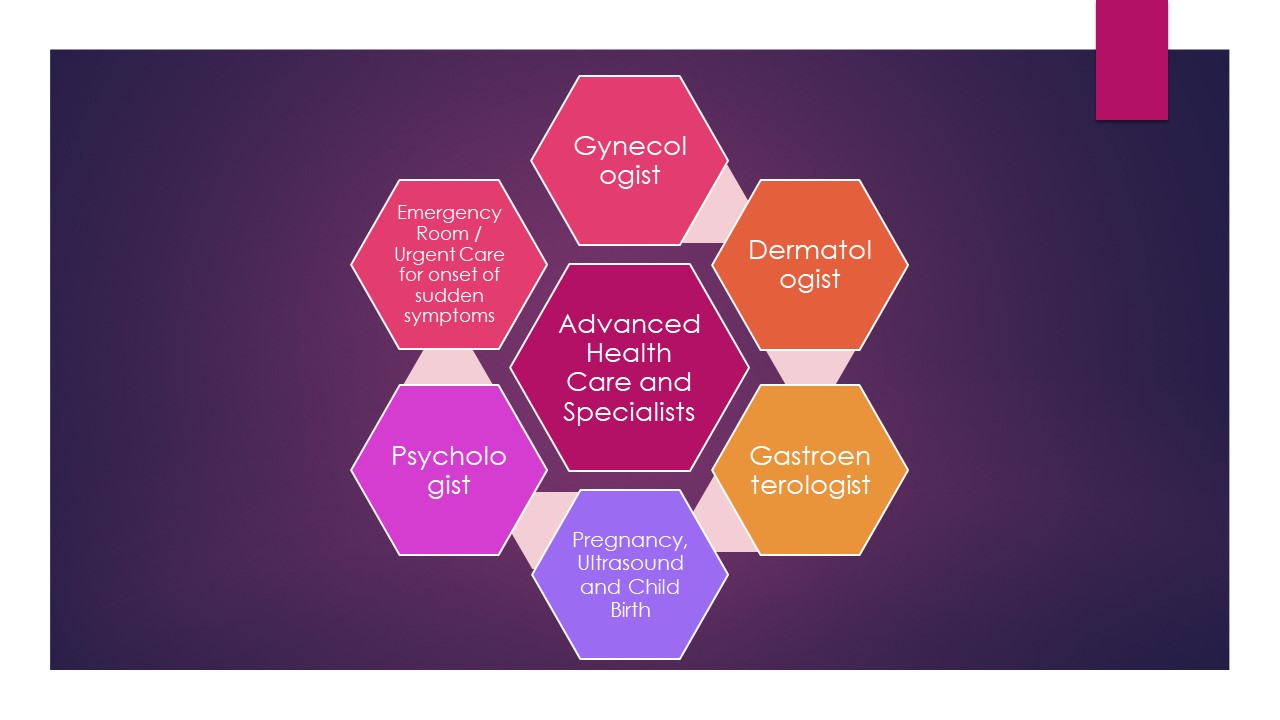 Gynecol
ogist
Dermatol
ogist
Gastroen
terologist
Pregnancy,
Ultrasound
and Child
Birth
Psycholo
gist
Emergency
Room /
Urgent Care
for onset of
sudden
symptoms
Advanced
Health
Care and
Specialists